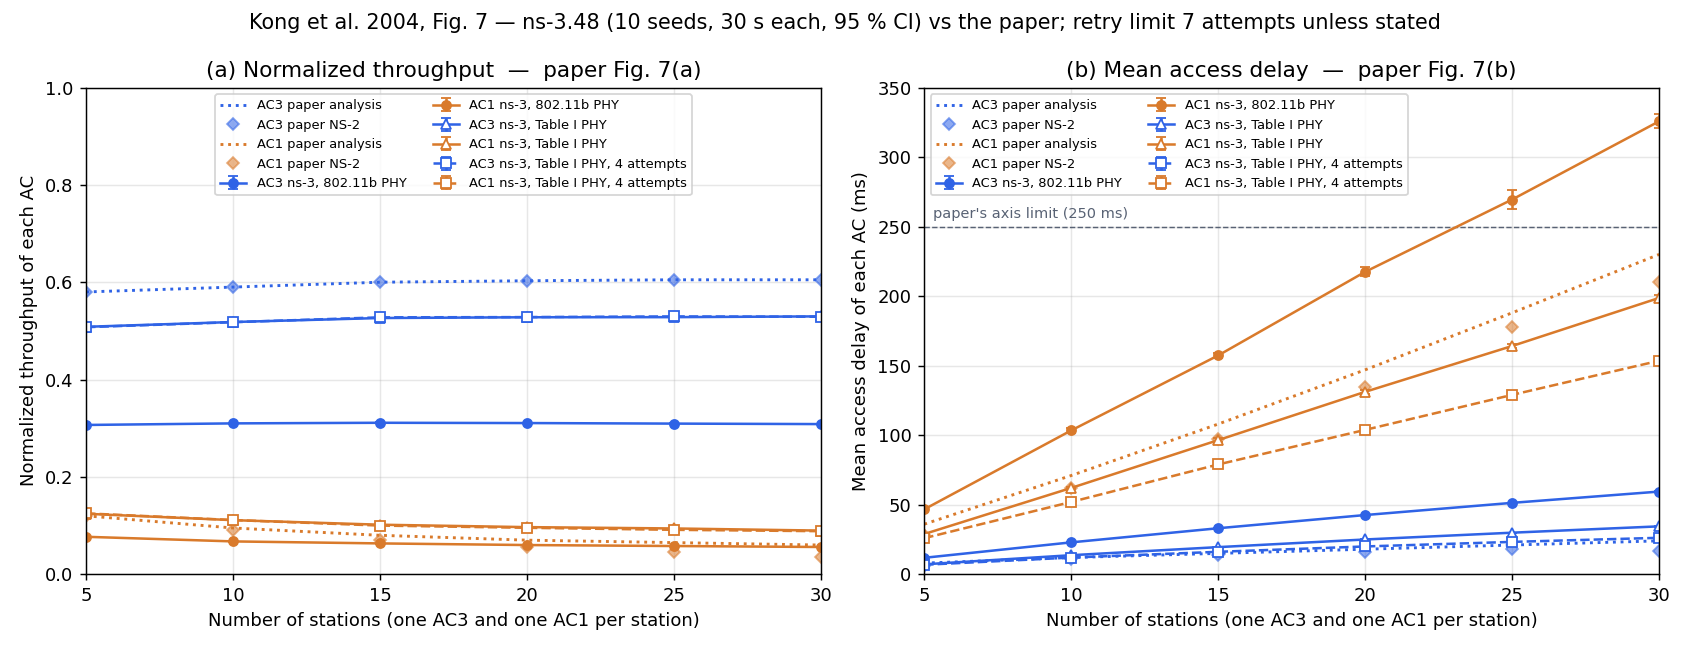 Kong et al. 2004, Fig. 7 — ns-3.48 (10 seeds, 30 s each, 95 % CI) vs the paper; retry limit 7 attempts unless stated
(a) Normalized throughput — paper Fig. 7(a)
AC3 paper analysis
AC3 paper NS-2
AC1 paper analysis
AC1 paper NS-2
AC3 ns-3, 802.11b PHY
AC1 ns-3, 802.11b PHY
AC3 ns-3, Table I PHY
AC1 ns-3, Table I PHY
AC3 ns-3, Table I PHY, 4 attempts
AC1 ns-3, Table I PHY, 4 attempts
Normalized throughput of each AC
1.0
0.8
0.6
0.4
0.2
0.0
5 10 15 20 25 30
Number of stations (one AC3 and one AC1 per station)
(b) Mean access delay — paper Fig. 7(b)
AC3 paper analysis
AC3 paper NS-2
AC1 paper analysis
AC1 paper NS-2
AC3 ns-3, 802.11b PHY
AC1 ns-3, 802.11b PHY
AC3 ns-3, Table I PHY
AC1 ns-3, Table I PHY
AC3 ns-3, Table I PHY, 4 attempts
AC1 ns-3, Table I PHY, 4 attempts
paper's axis limit (250 ms)
Mean access delay of each AC (ms)
350
300
250
200
150
100
50
0
5 10 15 20 25 30
Number of stations (one AC3 and one AC1 per station)